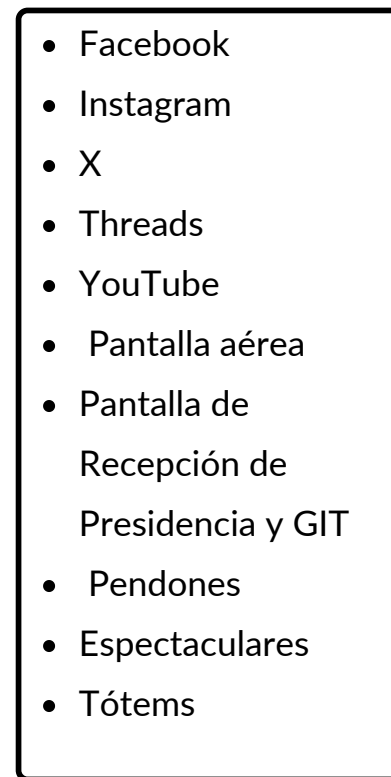 • Facebook
• Instagram
• X
• Threads
• YouTube
• Pantalla aérea
• Pantalla de
Recepción de
Presidencia y GIT
• Pendones
• Espectaculares
• Tótems